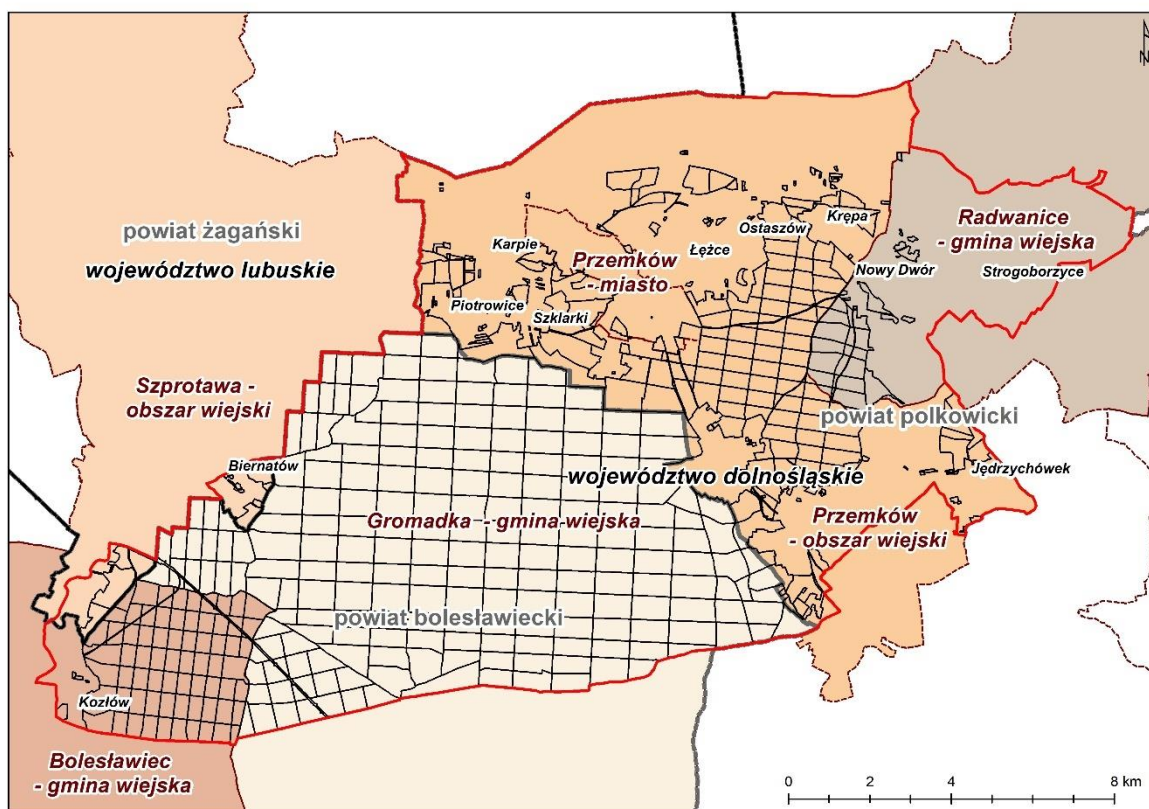 N
powiat żagański
województwo lubuskie
Karpie
Przemków
- miasto
Łężce
Ostaszów
Krępa
Radwanice
- gmina wiejska
Nowy Dwór
Strogoborzyce
Piotrowice
Szklarki
Szprotawa -
obszar wiejski
powiat polkowicki
Biernatów
województwo dolnośląskie
Jędrzychówek
Gromadka - gmina wiejska
Przemków
- obszar wiejski
powiat bolesławiecki
Kozłów
Bolesławiec
- gmina wiejska
0 2 4 8 km